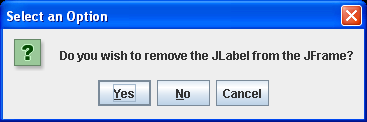 Select an Option
?
Do you wish to remove the JLabel from the JFrame?
Yes No Cancel